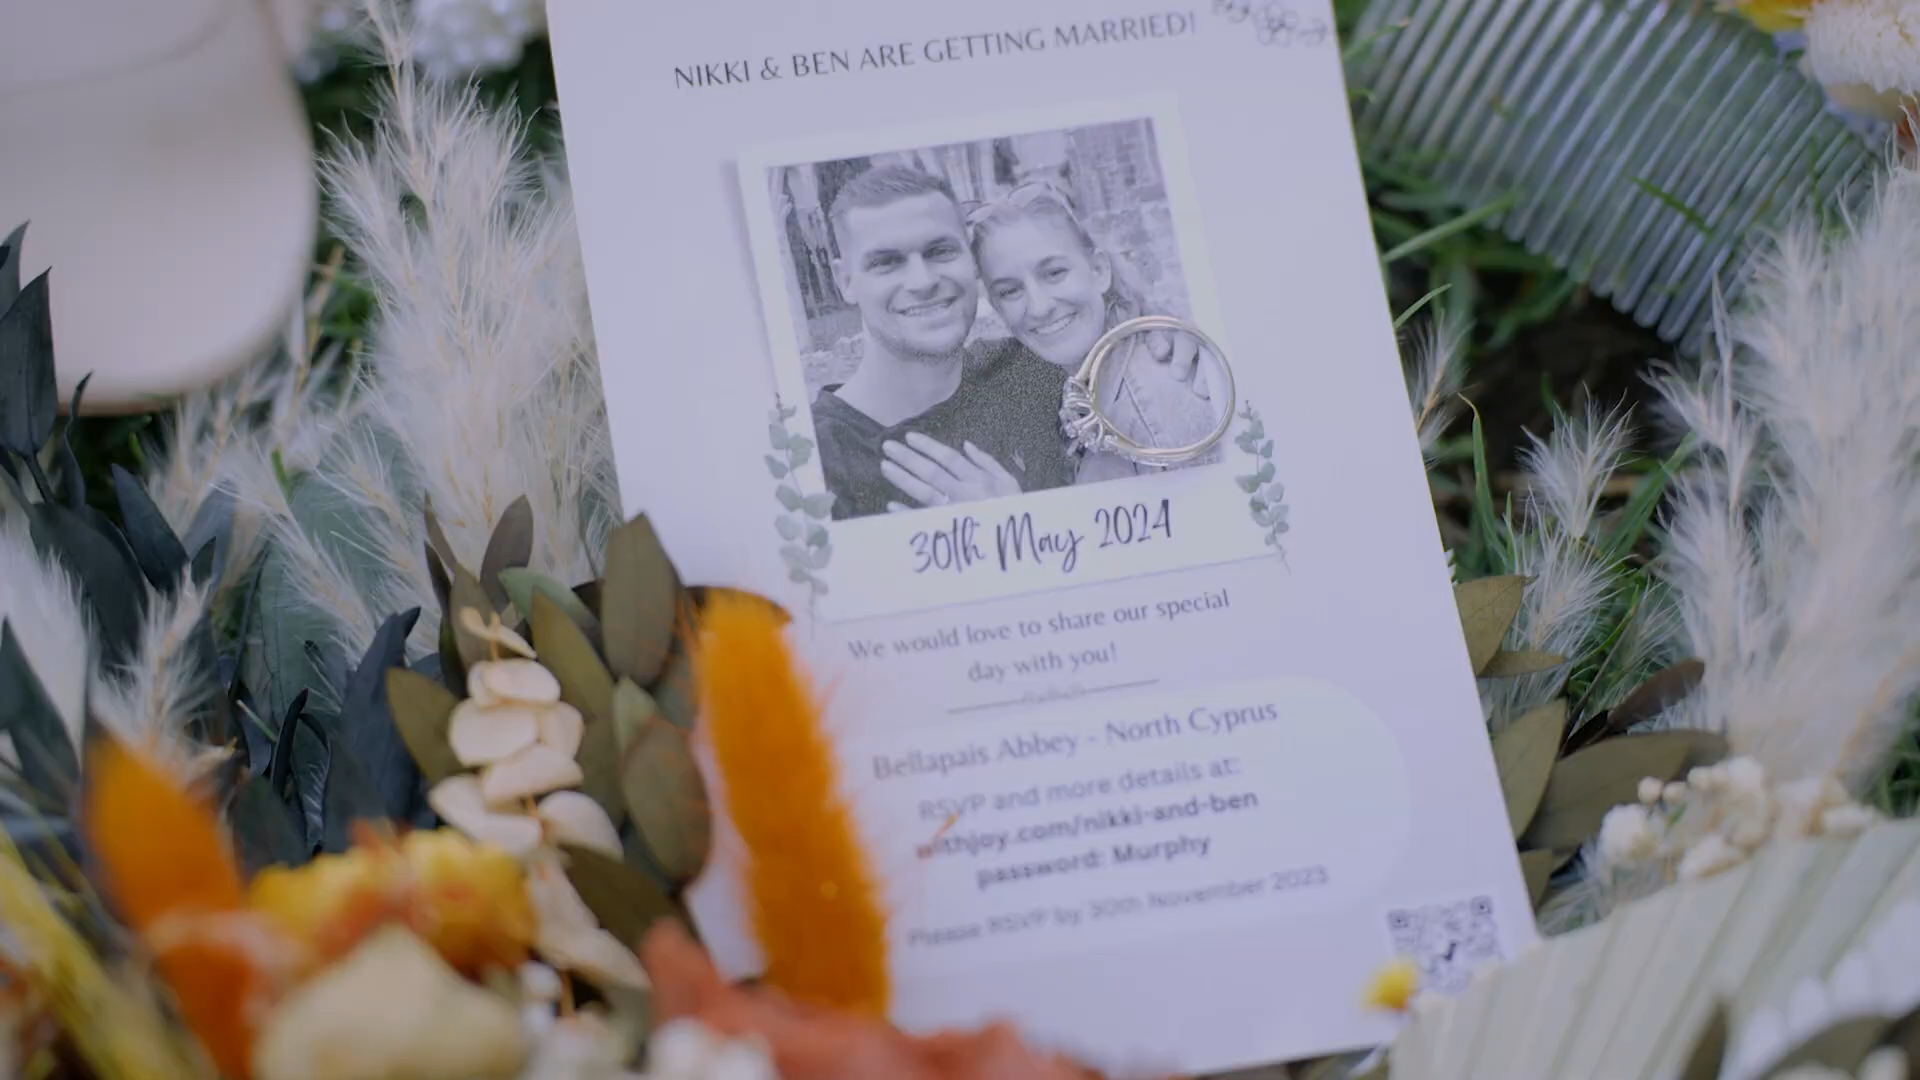 NIKKI & BEN ARE GETTING MARRIED!
30th May 2024
We would love to share our special
day with you!
Bellapais Abbey - North Cyprus
RSVP and more details at:
withjoy.com/nikki-and-ben
password: Murphy
Please RSVP by 30th November 2023